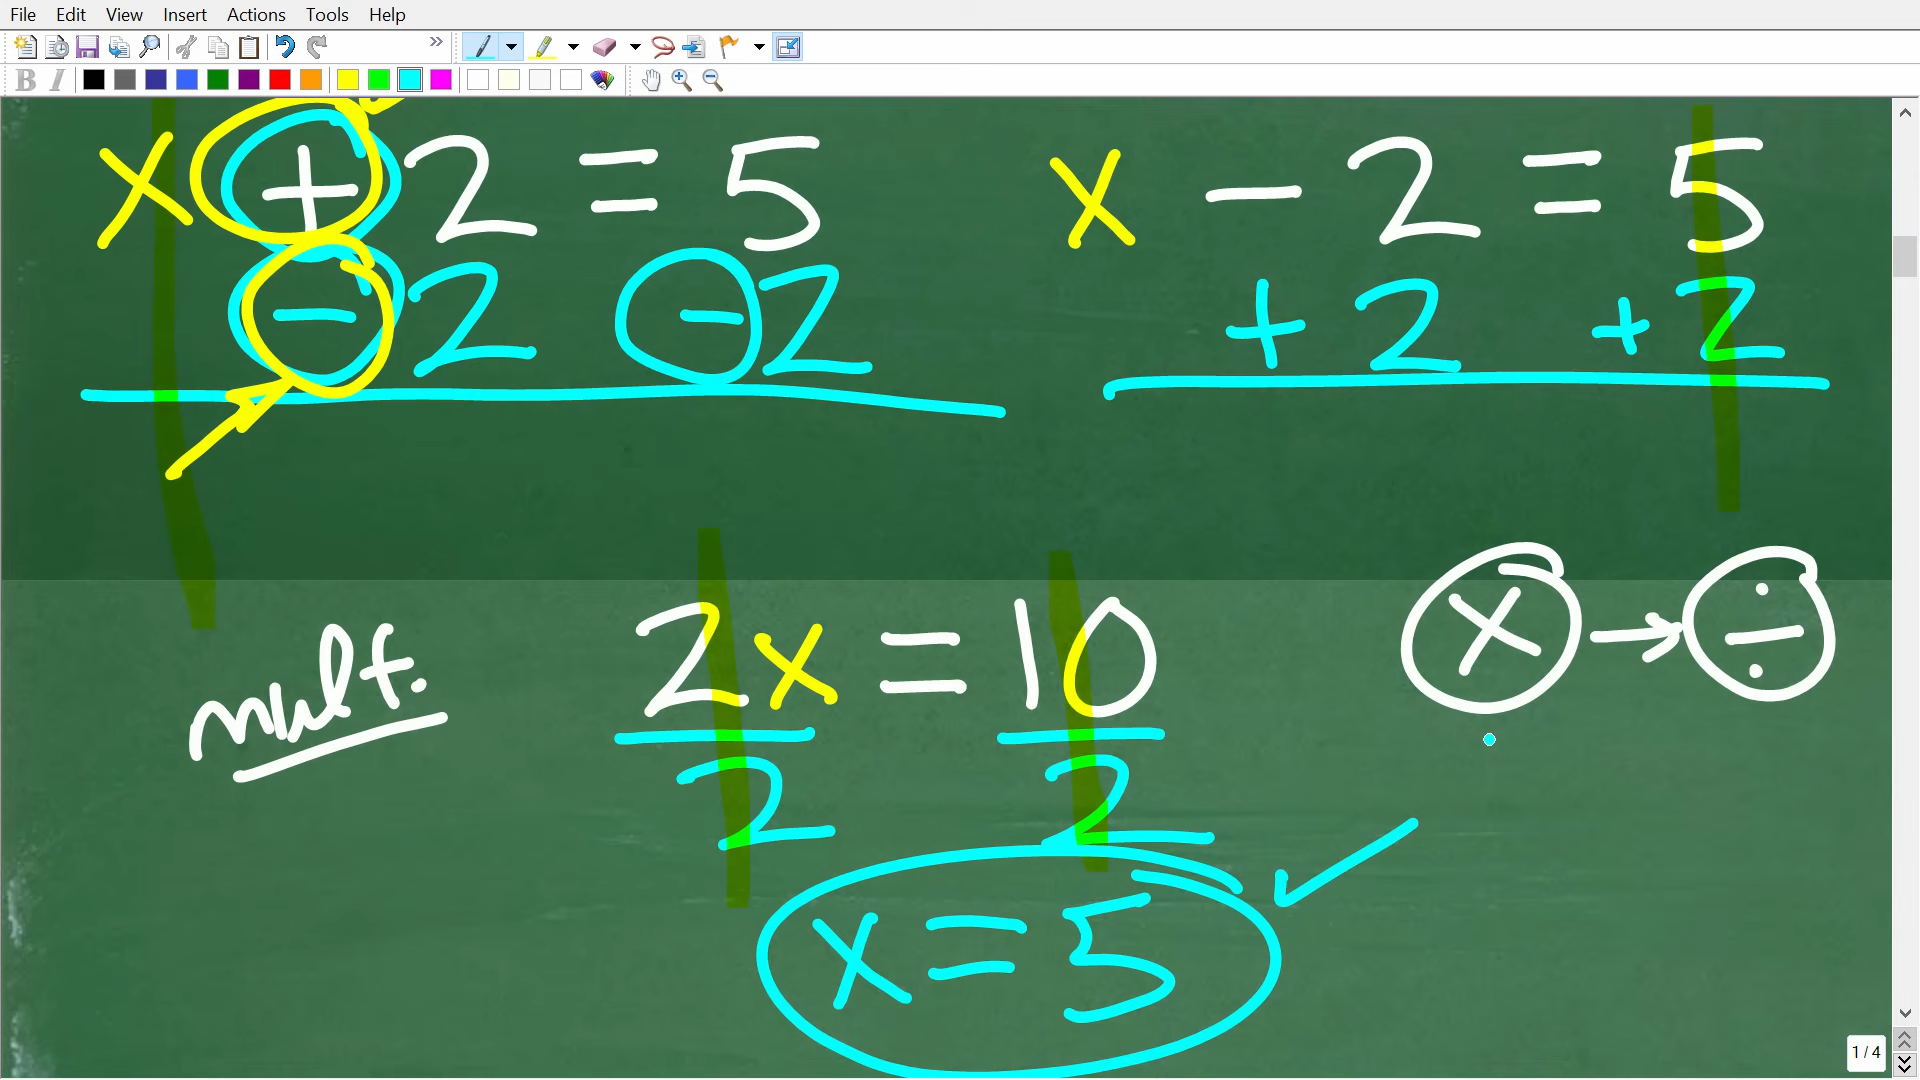 File Edit View Insert Actions Tools Help
B I
x + 2 = 5
- 2 - 2
x - 2 = 5
+ 2 + 2
mult.
2x = 10
2 2
x = 5
× → ÷
1 / 4